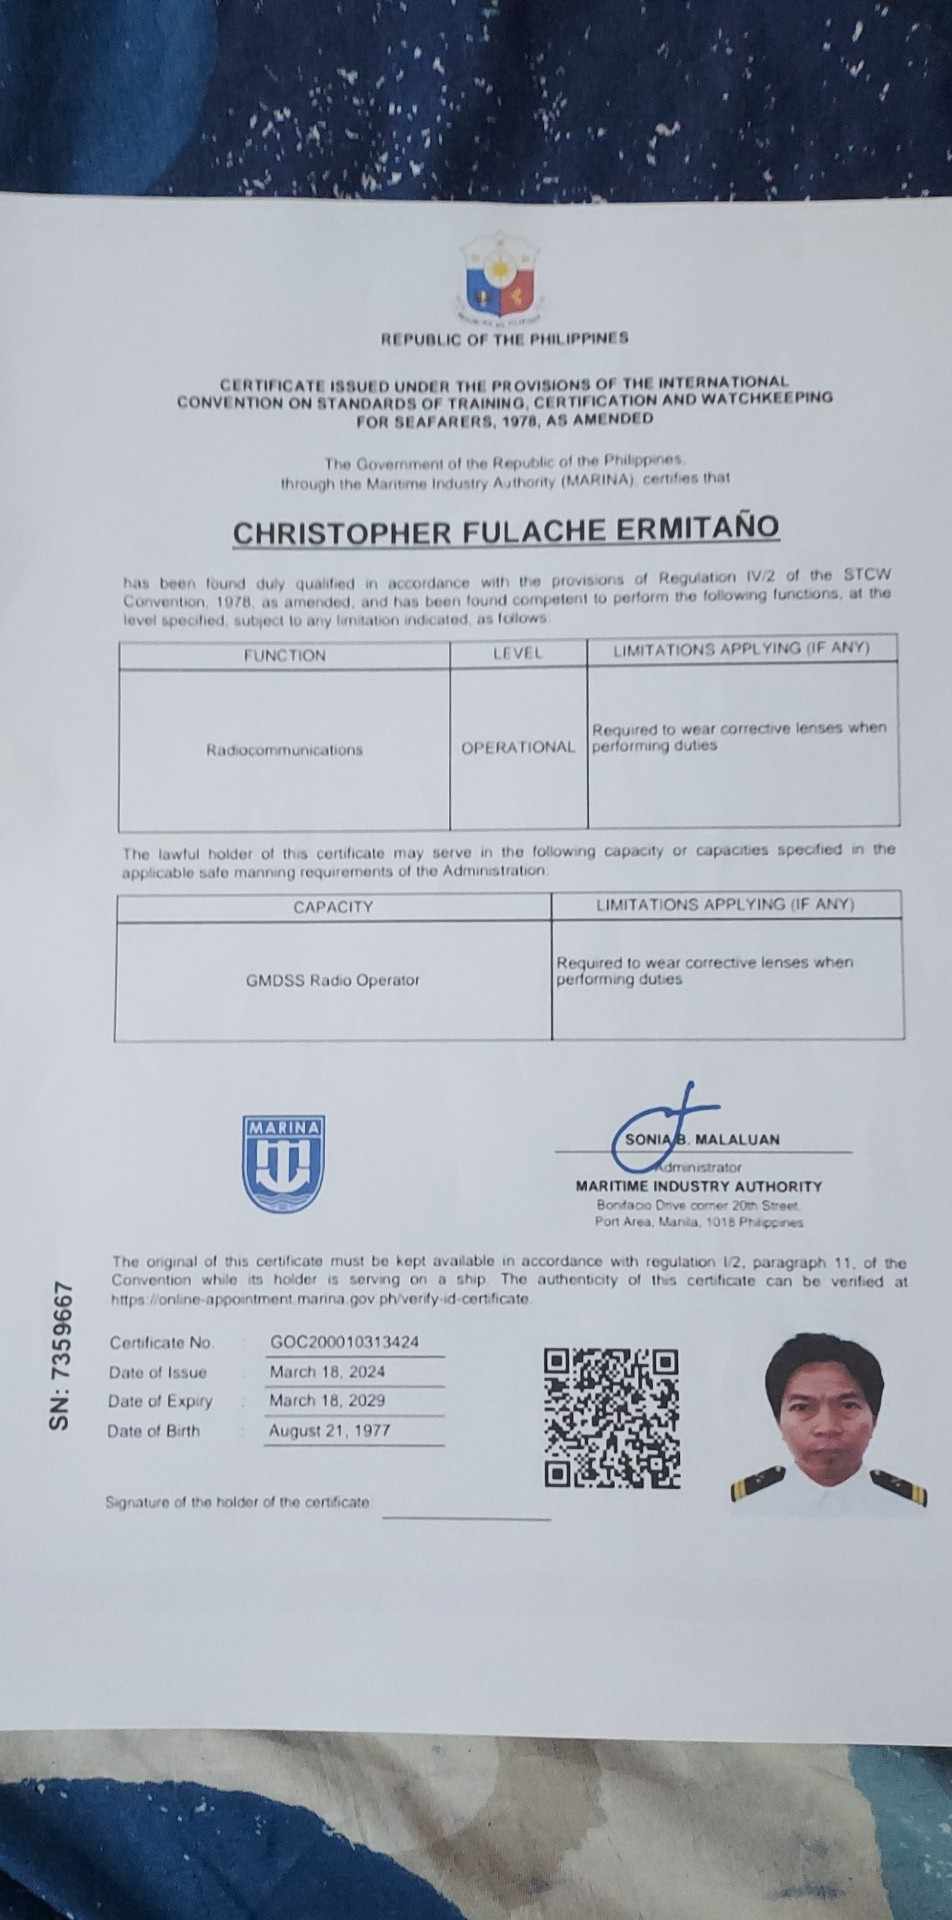 REPUBLIC OF THE PHILIPPINES
CERTIFICATE ISSUED UNDER THE PROVISIONS OF THE INTERNATIONAL
CONVENTION ON STANDARDS OF TRAINING, CERTIFICATION AND WATCHKEEPING
FOR SEAFARERS, 1978, AS AMENDED
The Government of the Republic of the Philippines,
through the Maritime Industry Authority (MARINA), certifies that
CHRISTOPHER FULACHE ERMITAÑO
has been found duly qualified in accordance with the provisions of Regulation IV/2 of the STCW
Convention, 1978, as amended, and has been found competent to perform the following functions, at the
level specified, subject to any limitation indicated, as follows:
FUNCTION LEVEL LIMITATIONS APPLYING (IF ANY)
Radiocommunications OPERATIONAL Required to wear corrective lenses when
performing duties
The lawful holder of this certificate may serve in the following capacity or capacities specified in the
applicable safe manning requirements of the Administration:
CAPACITY LIMITATIONS APPLYING (IF ANY)
GMDSS Radio Operator Required to wear corrective lenses when
performing duties
MARINA
SONIA B. MALALUAN
Administrator
MARITIME INDUSTRY AUTHORITY
Bonifacio Drive corner 20th Street,
Port Area, Manila, 1018 Philippines
The original of this certificate must be kept available in accordance with regulation I/2, paragraph 11, of the
Convention while its holder is serving on a ship. The authenticity of this certificate can be verified at
https://online-appointment.marina.gov.ph/verify-id-certificate.
SN: 7359667
Certificate No. : GOC200010313424
Date of Issue : March 18, 2024
Date of Expiry : March 18, 2029
Date of Birth : August 21, 1977
Signature of the holder of the certificate: